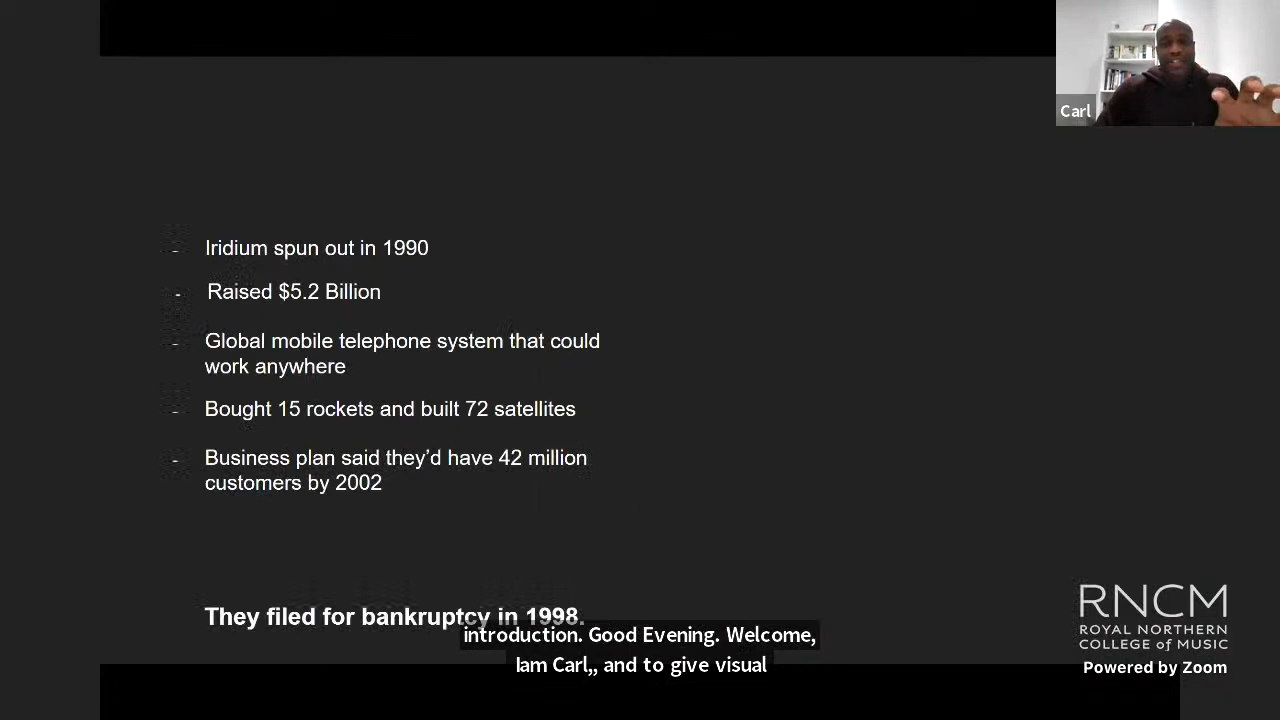 Carl
- Iridium spun out in 1990
- Raised $5.2 Billion
- Global mobile telephone system that could
work anywhere
- Bought 15 rockets and built 72 satellites
- Business plan said they'd have 42 million
customers by 2002
They filed for bankruptcy in 1998.
introduction. Good Evening. Welcome,
Iam Carl,, and to give visual
RNCM
ROYAL NORTHERN
COLLEGE of MUSIC
Powered by Zoom